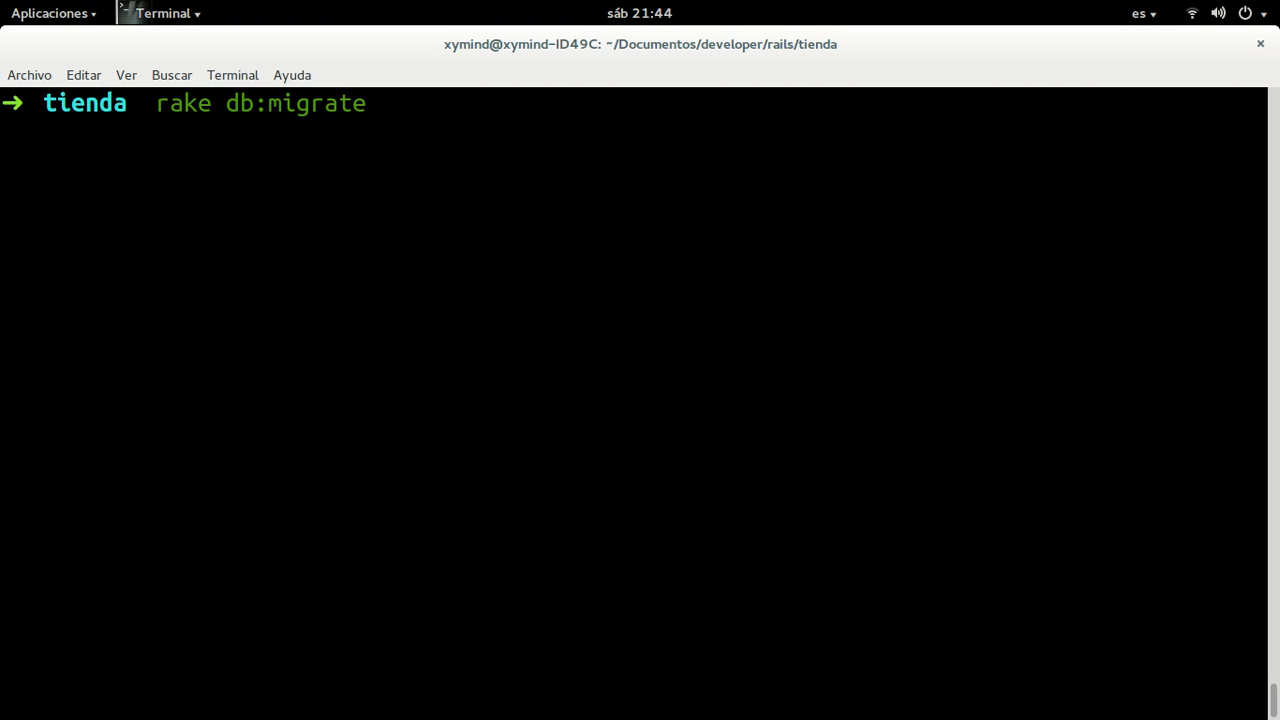 Aplicaciones Terminal sáb 21:44 es
xymind@xymind-ID49C: ~/Documentos/developer/rails/tienda
Archivo Editar Ver Buscar Terminal Ayuda
➜ tienda rake db:migrate